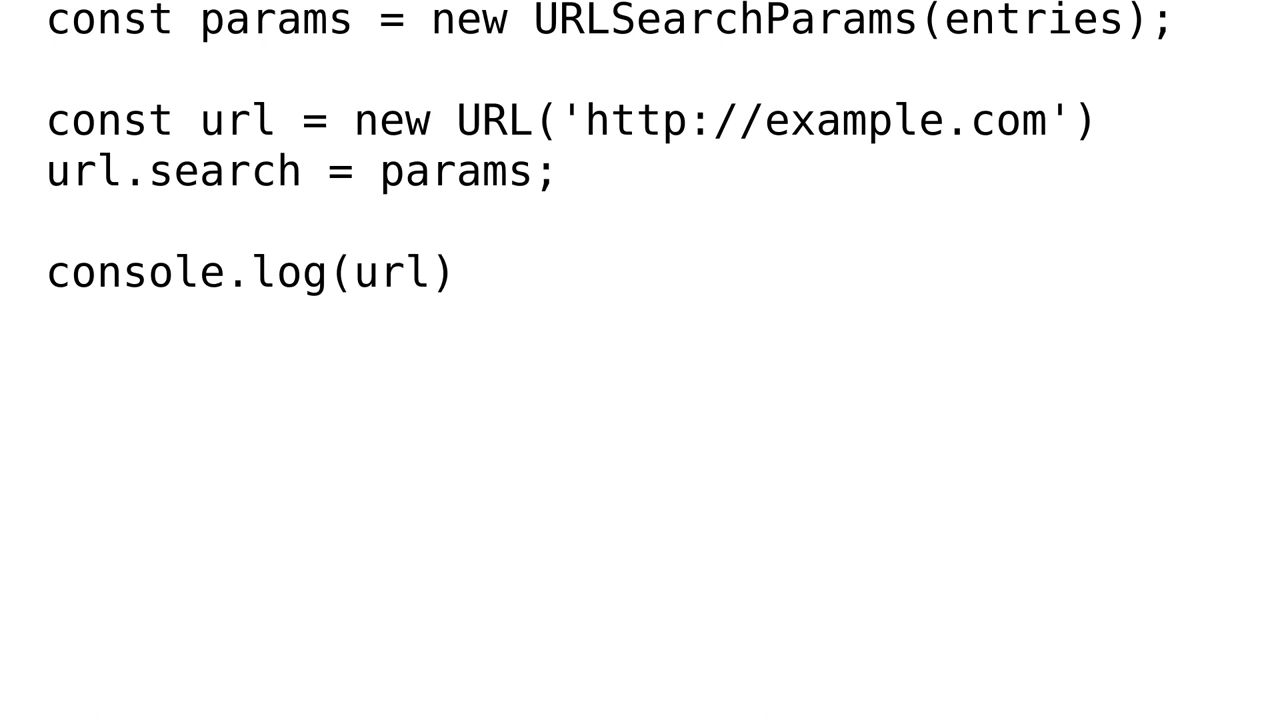 const params = new URLSearchParams(entries);
const url = new URL('http://example.com')
url.search = params;
console.log(url)